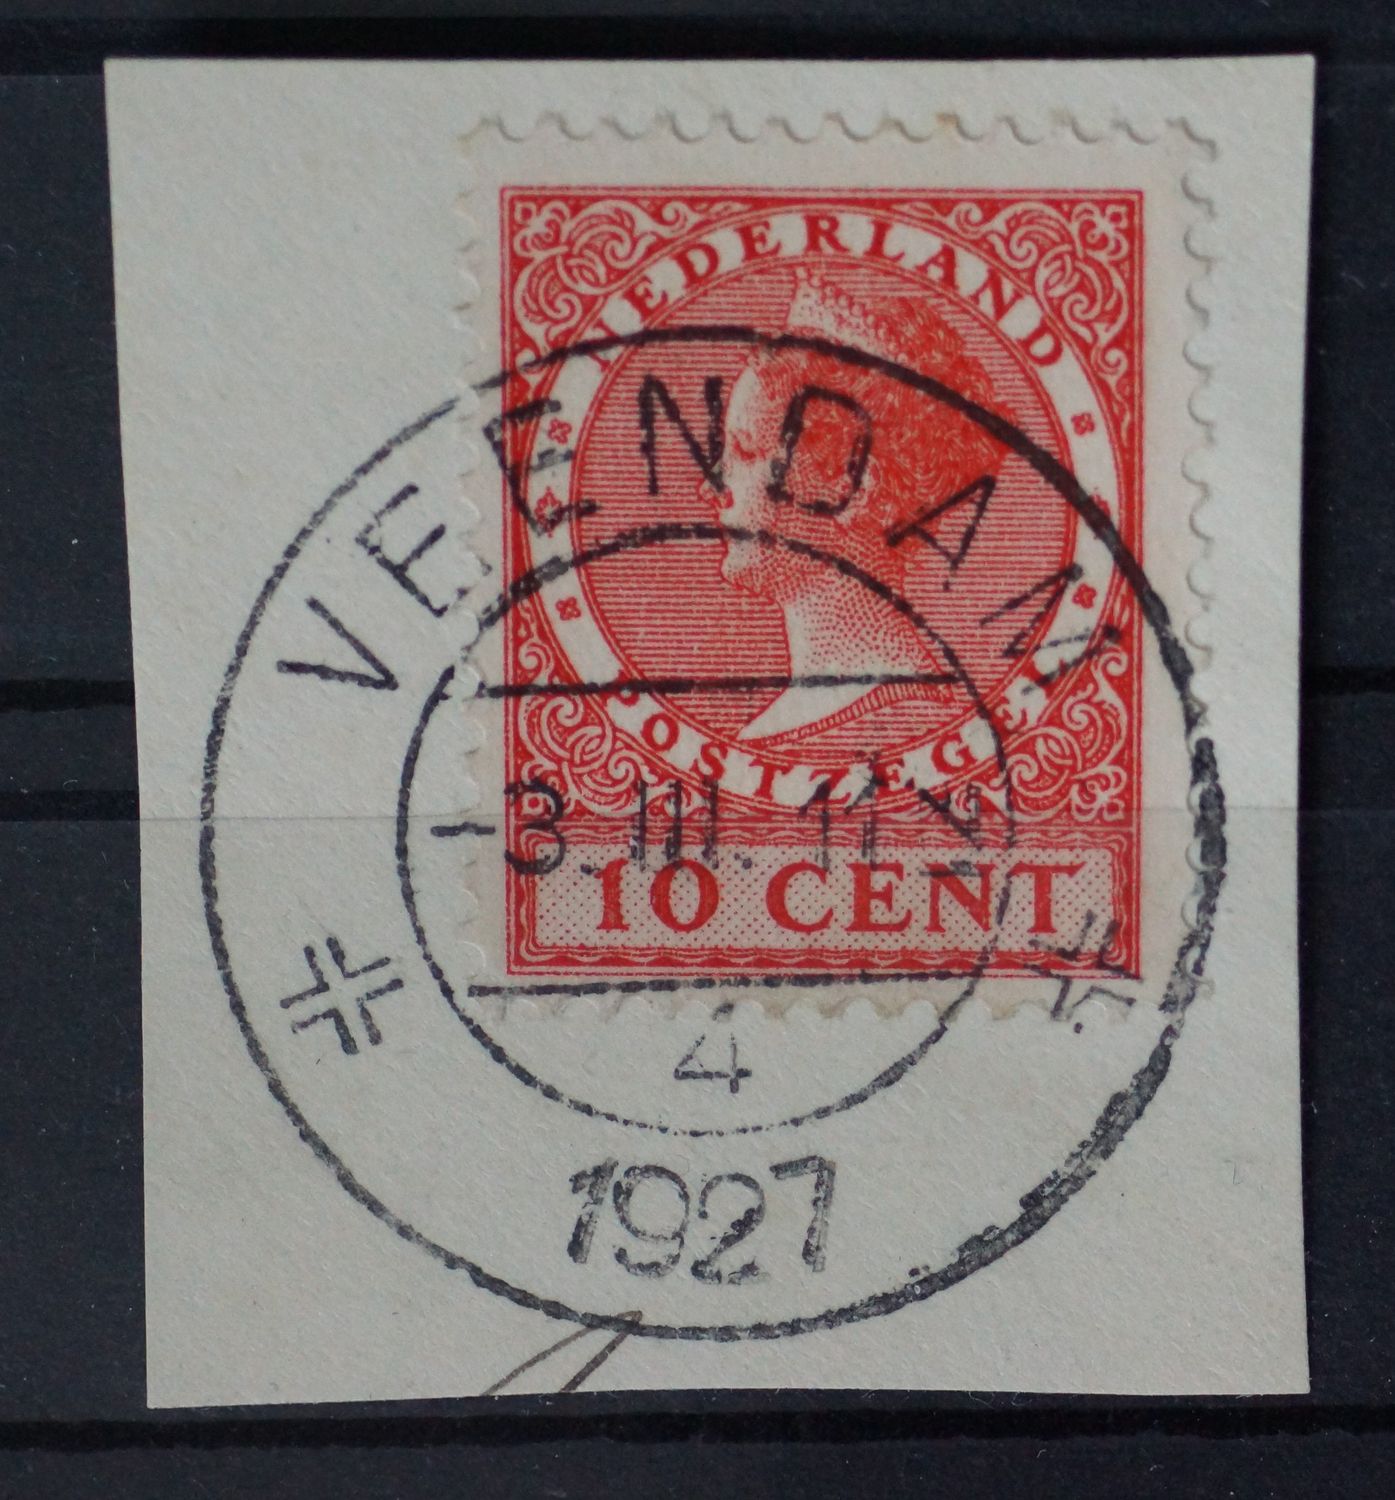 NEDERLAND
POSTZEGEL
10 CENT
VEENDAM
3.III. 11 V
4
1927